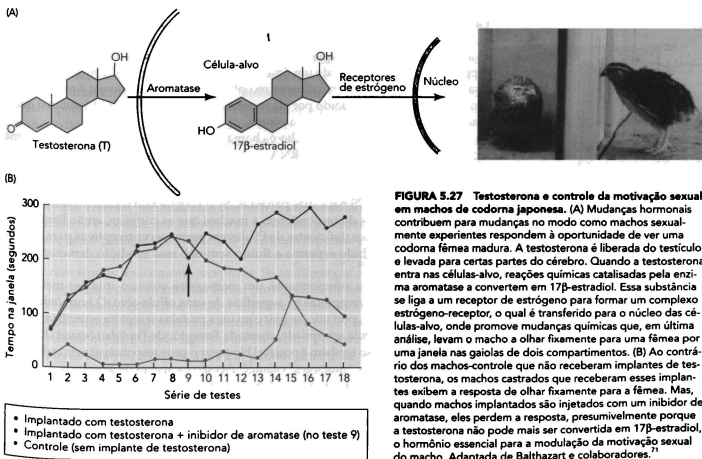 (A)
OH
Célula-alvo
OH
Aromatase
Receptores
de estrógeno
Núcleo
O
HO
Testosterona (T)
17β-estradiol
(B)
300
200
100
0
Tempo na janela (segundos)
1 2 3 4 5 6 7 8 9 10 11 12 13 14 15 16 17 18
Série de testes
• Implantado com testosterona
• Implantado com testosterona + inibidor de aromatase (no teste 9)
• Controle (sem implante de testosterona)
FIGURA 5.27 Testosterona e controle da motivação sexual
em machos de codorna japonesa. (A) Mudanças hormonais
contribuem para mudanças no modo como machos sexual-
mente experientes respondem à oportunidade de ver uma
codorna fêmea madura. A testosterona é liberada do testículo
e levada para certas partes do cérebro. Quando a testosterona
entra nas células-alvo, reações químicas catalisadas pela enzi-
ma aromatase a convertem em 17β-estradiol. Essa substância
se liga a um receptor de estrógeno para formar um complexo
estrógeno-receptor, o qual é transferido para o núcleo das cé-
lulas-alvo, onde promove mudanças químicas que, em última
análise, levam o macho a olhar fixamente para uma fêmea por
uma janela nas gaiolas de dois compartimentos. (B) Ao contrá-
rio dos machos-controle que não receberam implantes de tes-
tosterona, os machos castrados que receberam esses implan-
tes exibem a resposta de olhar fixamente para a fêmea. Mas,
quando machos implantados são injetados com um inibidor de
aromatase, eles perdem a resposta, presumivelmente porque
a testosterona não pode mais ser convertida em 17β-estradiol,
o hormônio essencial para a modulação da motivação sexual
do macho. Adaptada de Balthazart e colaboradores.⁷¹